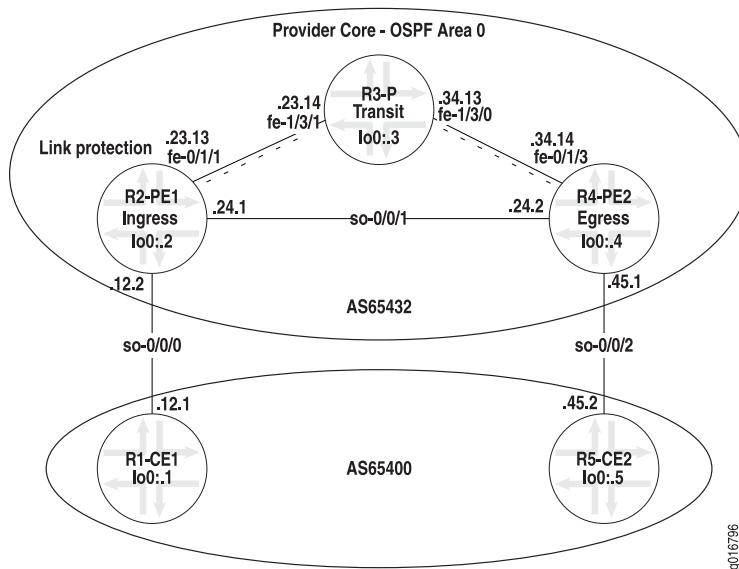 Provider Core - OSPF Area 0
R3-P
Transit
lo0:.3
.23.14
fe-1/3/1
.34.13
fe-1/3/0
Link protection
.23.13
fe-0/1/1
.34.14
fe-0/1/3
R2-PE1
Ingress
lo0:.2
.24.1
so-0/0/1
.24.2
R4-PE2
Egress
lo0:.4
.12.2
.45.1
AS65432
so-0/0/0
so-0/0/2
.12.1
.45.2
R1-CE1
lo0:.1
AS65400
R5-CE2
lo0:.5
g016796